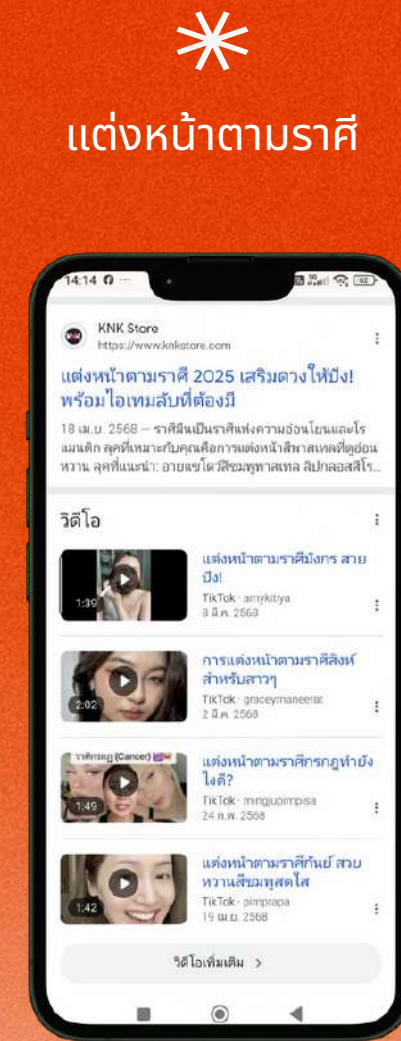 แต่งหน้าตามราศี
14:14
62
KNK Store
https://www.knkstore.com
แต่งหน้าตามราศี 2025 เสริมดวงให้ปัง!
พร้อมไอเทมลับที่ต้องมี
18 เม.ย. 2568 — ราศีมีนเป็นราศีแห่งความอ่อนโยนและโร
แมนติก ลุคที่เหมาะกับคุณคือการแต่งหน้าสีพาสเทลที่ดูอ่อน
หวาน ลุคที่แนะนำ: อายแชโดว์สีชมพูพาสเทล ลิปกลอสสีโร...
วิดีโอ
แต่งหน้าตามราศีมังกร สวย
ปัง!
TikTok · amykitiya
8 มี.ค. 2568
1:39
การแต่งหน้าตามราศีสิงห์
สำหรับสาวๆ
TikTok · graceymaneerat
2 มี.ค. 2568
2:02
ราศีกรกฎ (Cancer)
แต่งหน้าตามราศีกรกฎทำยัง
ไงดี?
TikTok · mingjubimpisa
24 ก.พ. 2568
1:49
แต่งหน้าตามราศีกันย์ สวย
หวานสีชมพูสดใส
TikTok · pimprapa
19 เม.ย. 2568
1:42
วิดีโอเพิ่มเติม >